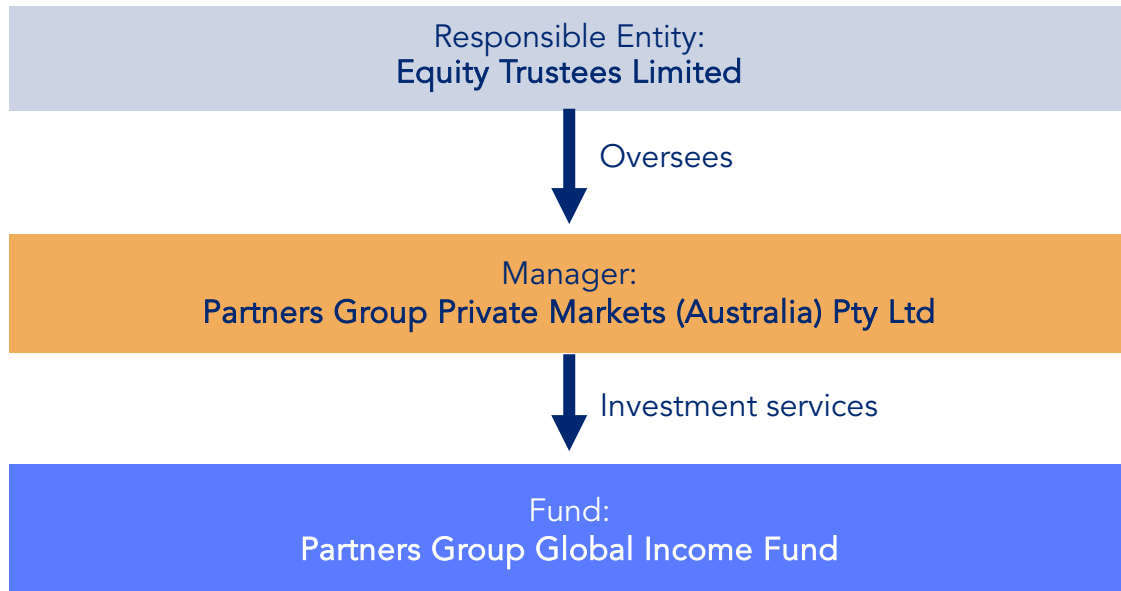 Responsible Entity:
Equity Trustees Limited
Oversees
Manager:
Partners Group Private Markets (Australia) Pty Ltd
Investment services
Fund:
Partners Group Global Income Fund